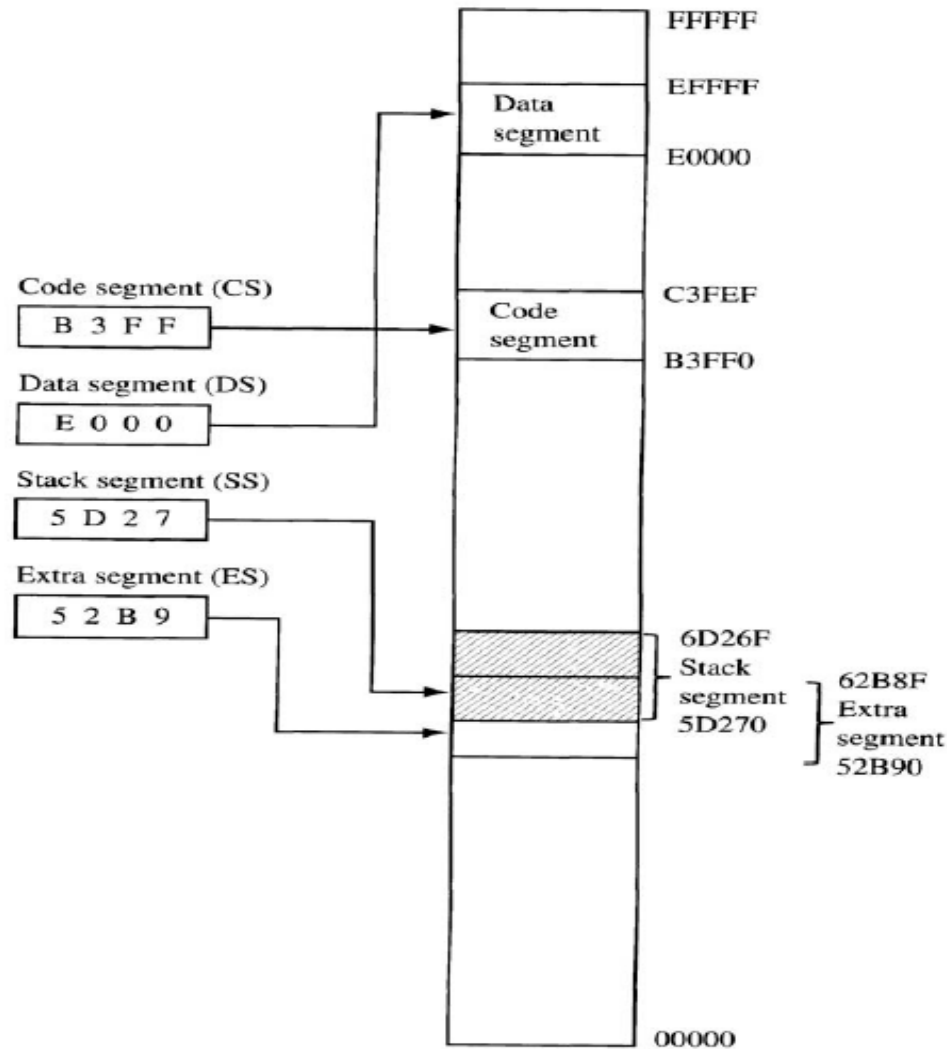 FFFFF
EFFFF
Data
segment
E0000
Code segment (CS)
B 3 F F
C3FEF
Code
segment
B3FF0
Data segment (DS)
E 0 0 0
Stack segment (SS)
5 D 2 7
Extra segment (ES)
5 2 B 9
6D26F
Stack
segment
5D270
62B8F
Extra
segment
52B90
00000